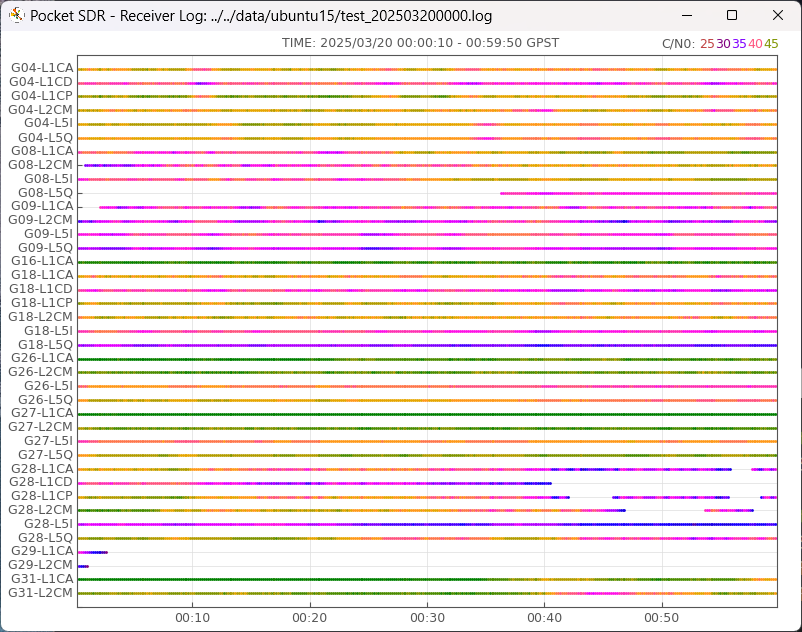 Pocket SDR - Receiver Log: ../../data/ubuntu15/test_202503200000.log
TIME: 2025/03/20 00:00:10 - 00:59:50 GPST C/N0: 25 30 35 40 45
G04-L1CA
G04-L1CD
G04-L1CP
G04-L2CM
G04-L5I
G04-L5Q
G08-L1CA
G08-L2CM
G08-L5I
G08-L5Q
G09-L1CA
G09-L2CM
G09-L5I
G09-L5Q
G16-L1CA
G18-L1CA
G18-L1CD
G18-L1CP
G18-L2CM
G18-L5I
G18-L5Q
G26-L1CA
G26-L2CM
G26-L5I
G26-L5Q
G27-L1CA
G27-L2CM
G27-L5I
G27-L5Q
G28-L1CA
G28-L1CD
G28-L1CP
G28-L2CM
G28-L5I
G28-L5Q
G29-L1CA
G29-L2CM
G31-L1CA
G31-L2CM
00:10 00:20 00:30 00:40 00:50